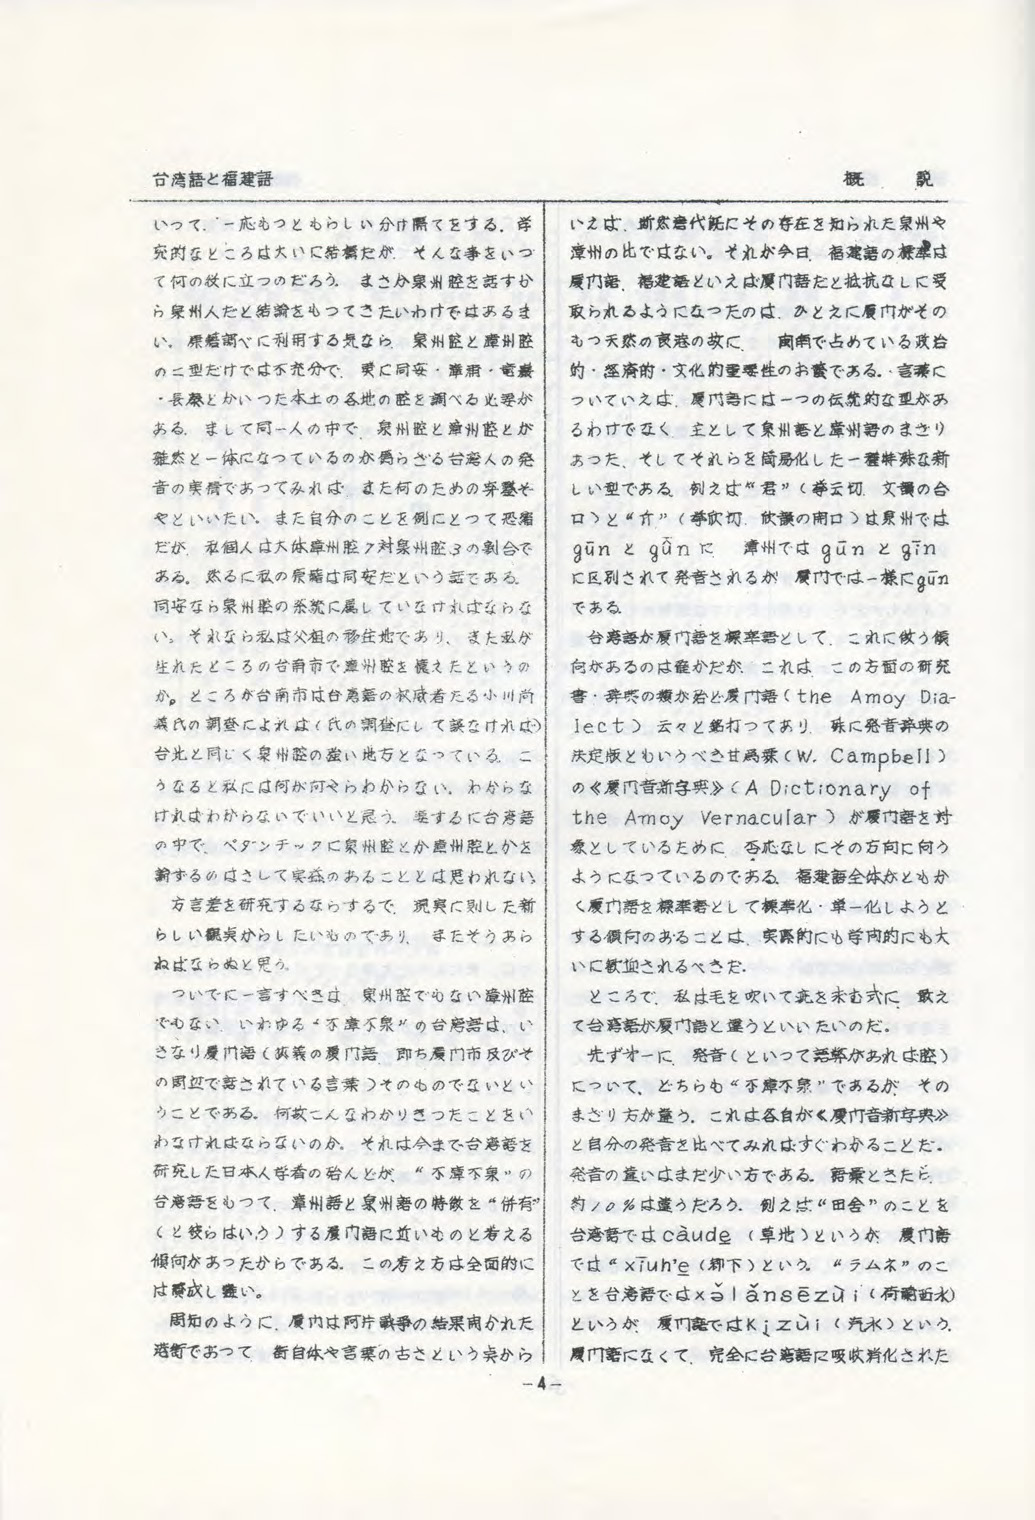 台湾語と福建語
概 説
いって、一応もっともらしい分け隔てをする。学
究的なところは大いに結構だが、そんな事をいつ
て何の役に立つのだろう。まさか泉州腔を話すか
ら泉州人だと結論をもってきたいわけではあるま
い。原籍調べに利用する気なら、泉州腔と漳州腔
の二型だけでは不充分で、更に同安・漳浦・竜巌
・長泰とかいった本土の各地の腔を調べる必要が
ある。まして同一人の中で、泉州腔と漳州腔とが
雑然と一体になっているのが偽らざる台湾人の発
音の実情であってみれば、また何のための穿鑿ぞ
やといいたい。また自分のことを例にとって恐縮
だが、私個人は大体漳州腔7対泉州腔3の割合で
ある。然るに私の原籍は同安だという話である。
同安なら泉州腔の系統に属していなければならな
い。それなら私は父祖の移住地であり、また私が
生れたところの台南市で漳州腔を憶えたというの
か。ところが台南市は台湾語の权威者たる小川尚
義氏の調査によれば(氏の調査にして誤なければ)
台北と同じく泉州腔の強い地方となっている。こ
うなると私には何が何やらわからない。わからな
ければわからないでいいと思う。要するに台湾語
の中で、ペダンチックに泉州腔とか漳州腔とかを
論ずるのはさして実益のあることとは思われない。
方言差を研究するならするで、現実に則した新
らしい観点からしたいものであり、またそうあら
ねばならぬと思う。
ついでに一言すべきは、泉州腔でもない漳州腔
でもない、いわゆる“不漳不泉”の台湾語は、い
きなり厦门語(狭義の厦门語、即ち厦门市及びそ
の周辺で話されている言葉)そのものでないとい
うことである。何故こんなわかりきったことをい
わなければならないのか。それは今まで台湾語を
研究した日本人学者の殆んどが、“不漳不泉”の
台湾語をもって、漳州語と泉州語の特徴を“併有”
(と彼らはいう)する厦门語に近いものと考える
傾向があったからである。この考え方は全面的に
は賛成し難い。
周知のように、厦门は阿片戦争の結果開かれた
港街であって、街自体や言葉の古さという点から
いえば、断然唐代既にその存在を知られた泉州や
漳州の比ではない。それが今日、福建語の標準は
厦门語、福建語といえば厦门語だと抵抗なしに受
取られるようになったのは、ひとえに厦门がその
もつ天然の良港の故に、 閩南で占めている政治
的・経済的・文化的重要性のお蔭である。言葉に
ついていえば、厦门語には一つの伝統的な型があ
るわけでなく、主として泉州語と漳州語のまざり
あった、そしてそれらを簡易化した一種特殊な新
しい型である。例えば“君”(挙云切、文韻の合
口)と“斤”(挙欣切、欣韻の開口)は泉州では
gūn と gûn に、漳州では gūn と gīn
に区別されて発音されるが、厦门では一様にgūn
である。
台湾語が厦门語を標準語として、これに倣う傾
向があるのは確かだが、これは、この方面の研究
書・辞典の類が殆ど厦门語(the Amoy Dia-
lect)云々と銘打ってあり、殊に発音辞典の
決定版ともいうべき甘為霖(W. Campbell)
の《厦门音新字典》(A Dictionary of
the Amoy Vernacular)が厦门語を対
象としているために、否応なしにその方向に向う
ようになっているのである。福建語全体がともか
く厦门語を標準語として標準化・単一化しようと
する傾向のあることは、実際的にも学问的にも大
いに歓迎されるべきだ。
ところで、私は毛を吹いて疵を求む式に、敢え
て台湾語が厦门語と違うといいたいのだ。
先ず㐧一に、発音(といって語弊があれば腔)
について、どちらも“不漳不泉”であるが、その
まざり方が違う。これは各自が《厦门音新字典》
と自分の発音を比べてみればすぐわかることだ。
発音の違いはまだ少い方である。語彙ときたら、
約10%は違うだろう。例えば“田舎”のことを
台湾語では càude̲ (草地)というが、厦门語
では“xīuh'e̲ (郷下)という。“ラムネ”のこ
とを台湾語ではxə̌lǎnsēzùi(荷蘭西水)
というが、厦门語ではKi̱zùi(汽水)という。
厦门語になくて、完全に台湾語に吸収消化された
-4-